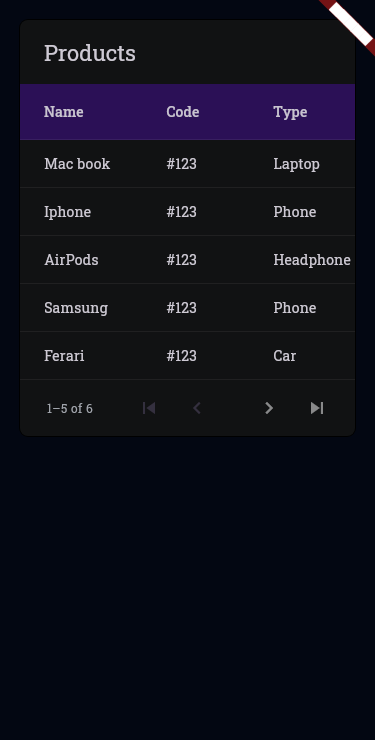 Products
Name Code Type
Mac book #123 Laptop
Iphone #123 Phone
AirPods #123 Headphone
Samsung #123 Phone
Ferari #123 Car
1–5 of 6